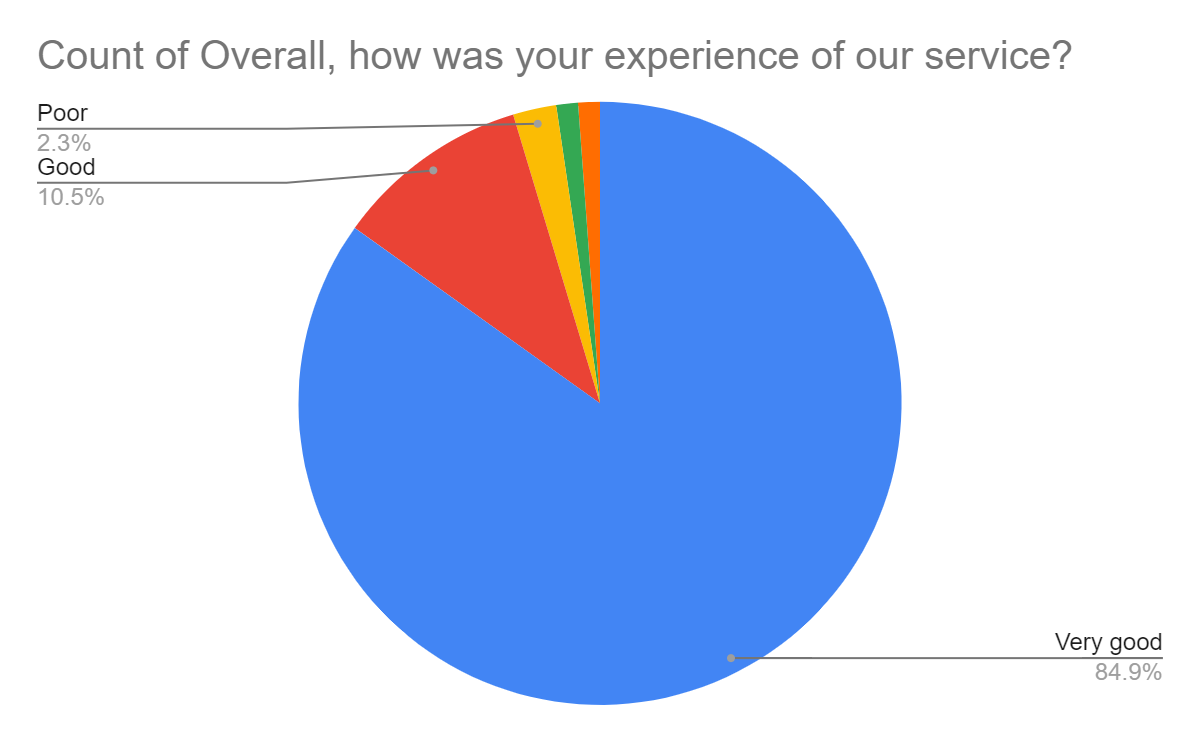 Count of Overall, how was your experience of our service?
Poor
2.3%
Good
10.5%
Very good
84.9%